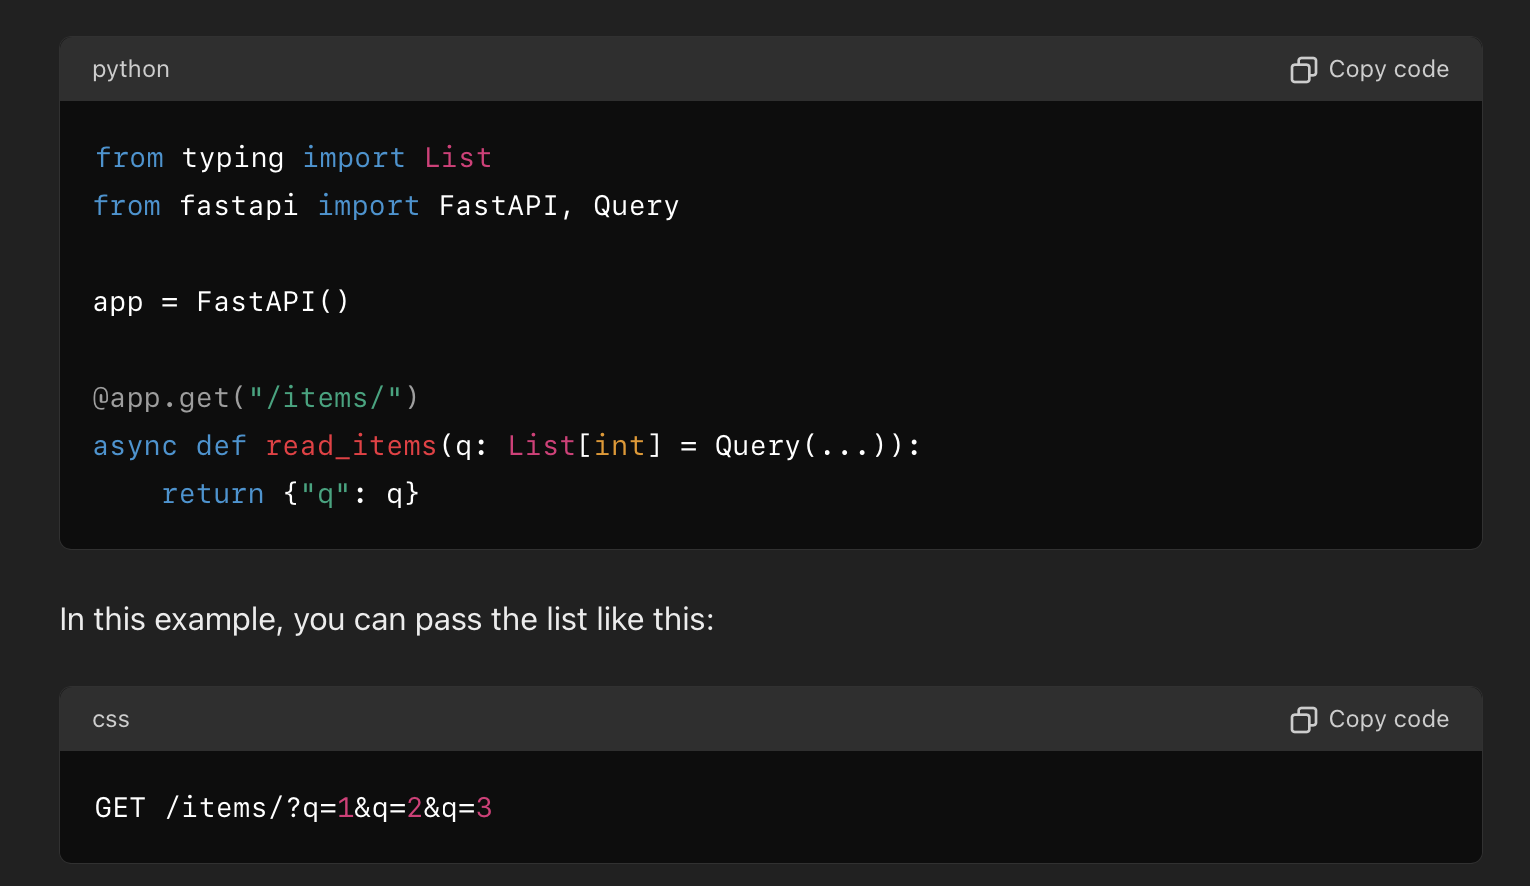 python
Copy code
from typing import List
from fastapi import FastAPI, Query
app = FastAPI()
@app.get("/items/")
async def read_items(q: List[int] = Query(...)):
    return {"q": q}
In this example, you can pass the list like this:
css
Copy code
GET /items/?q=1&q=2&q=3